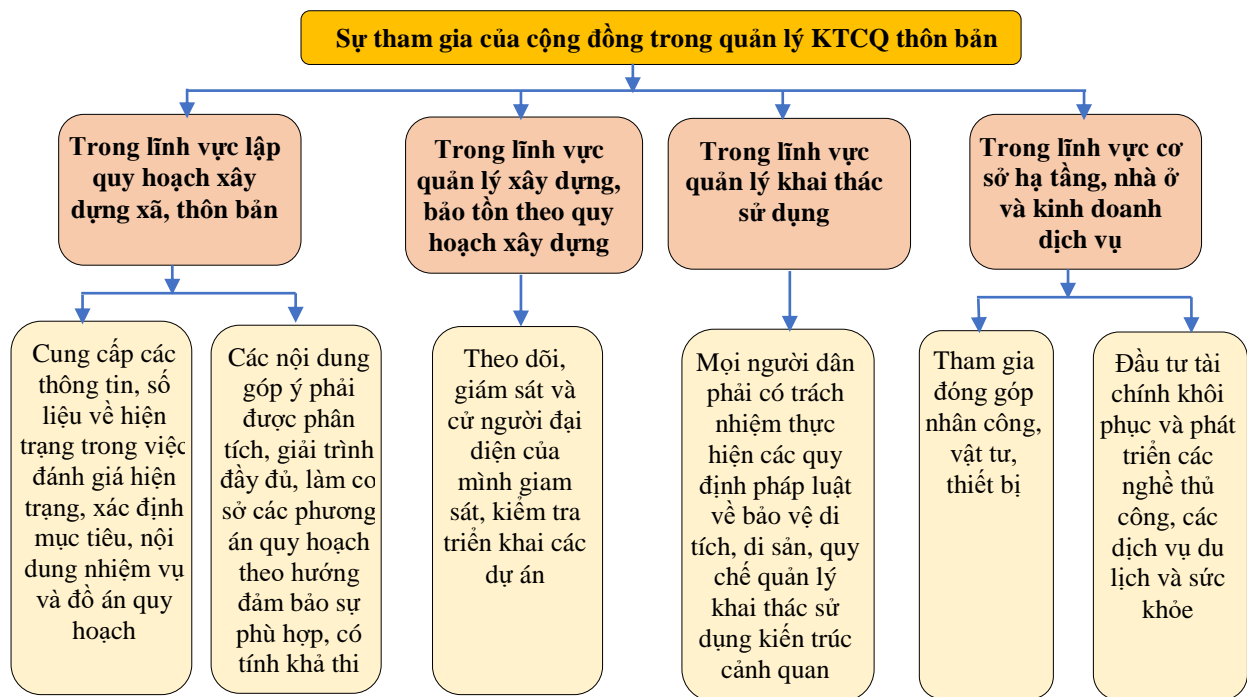 Sự tham gia của cộng đồng trong quản lý KTCQ thôn bản
Trong lĩnh vực lập
quy hoạch xây
dựng xã, thôn bản
Trong lĩnh vực
quản lý xây dựng,
bảo tồn theo quy
hoạch xây dựng
Trong lĩnh vực
quản lý khai thác
sử dụng
Trong lĩnh vực cơ
sở hạ tầng, nhà ở
và kinh doanh
dịch vụ
Cung cấp các
thông tin, số
liệu về hiện
trạng trong việc
đánh giá hiện
trạng, xác định
mục tiêu, nội
dung nhiệm vụ
và đồ án quy
hoạch
Các nội dung
góp ý phải
được phân
tích, giải trình
đầy đủ, làm cơ
sở các phương
án quy hoạch
theo hướng
đảm bảo sự
phù hợp, có
tính khả thi
Theo dõi,
giám sát và
cử người đại
diện của
mình giam
sát, kiểm tra
triển khai các
dự án
Mọi người dân
phải có trách
nhiệm thực
hiện các quy
định pháp luật
về bảo vệ di
tích, di sản, quy
chế quản lý
khai thác sử
dụng kiến trúc
cảnh quan
Tham gia
đóng góp
nhân công,
vật tư,
thiết bị
Đầu tư tài
chính khôi
phục và phát
triển các
nghề thủ
công, các
dịch vụ du
lịch và sức
khỏe